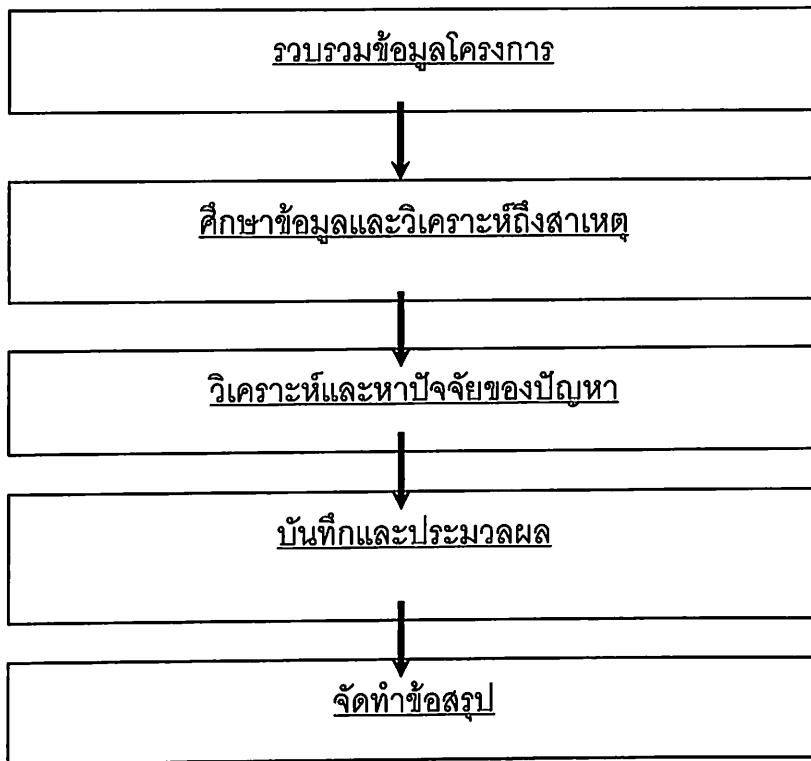 รวบรวมข้อมูลโครงการ
ศึกษาข้อมูลและวิเคราะห์ถึงสาเหตุ
วิเคราะห์และหาปัจจัยของปัญหา
บันทึกและประมวลผล
จัดทำข้อสรุป